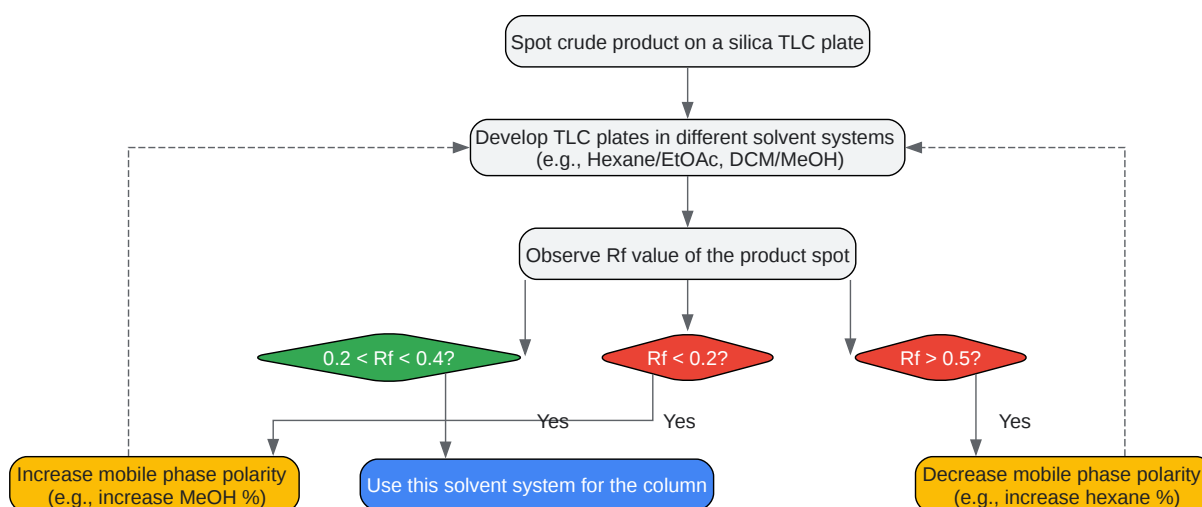 Spot crude product on a silica TLC plate
Develop TLC plates in different solvent systems
(e.g., Hexane/EtOAc, DCM/MeOH)
Observe Rf value of the product spot
0.2 < Rf < 0.4?
Rf < 0.2?
Rf > 0.5?
Yes
Yes
Yes
Increase mobile phase polarity
(e.g., increase MeOH %)
Use this solvent system for the column
Decrease mobile phase polarity
(e.g., increase hexane %)